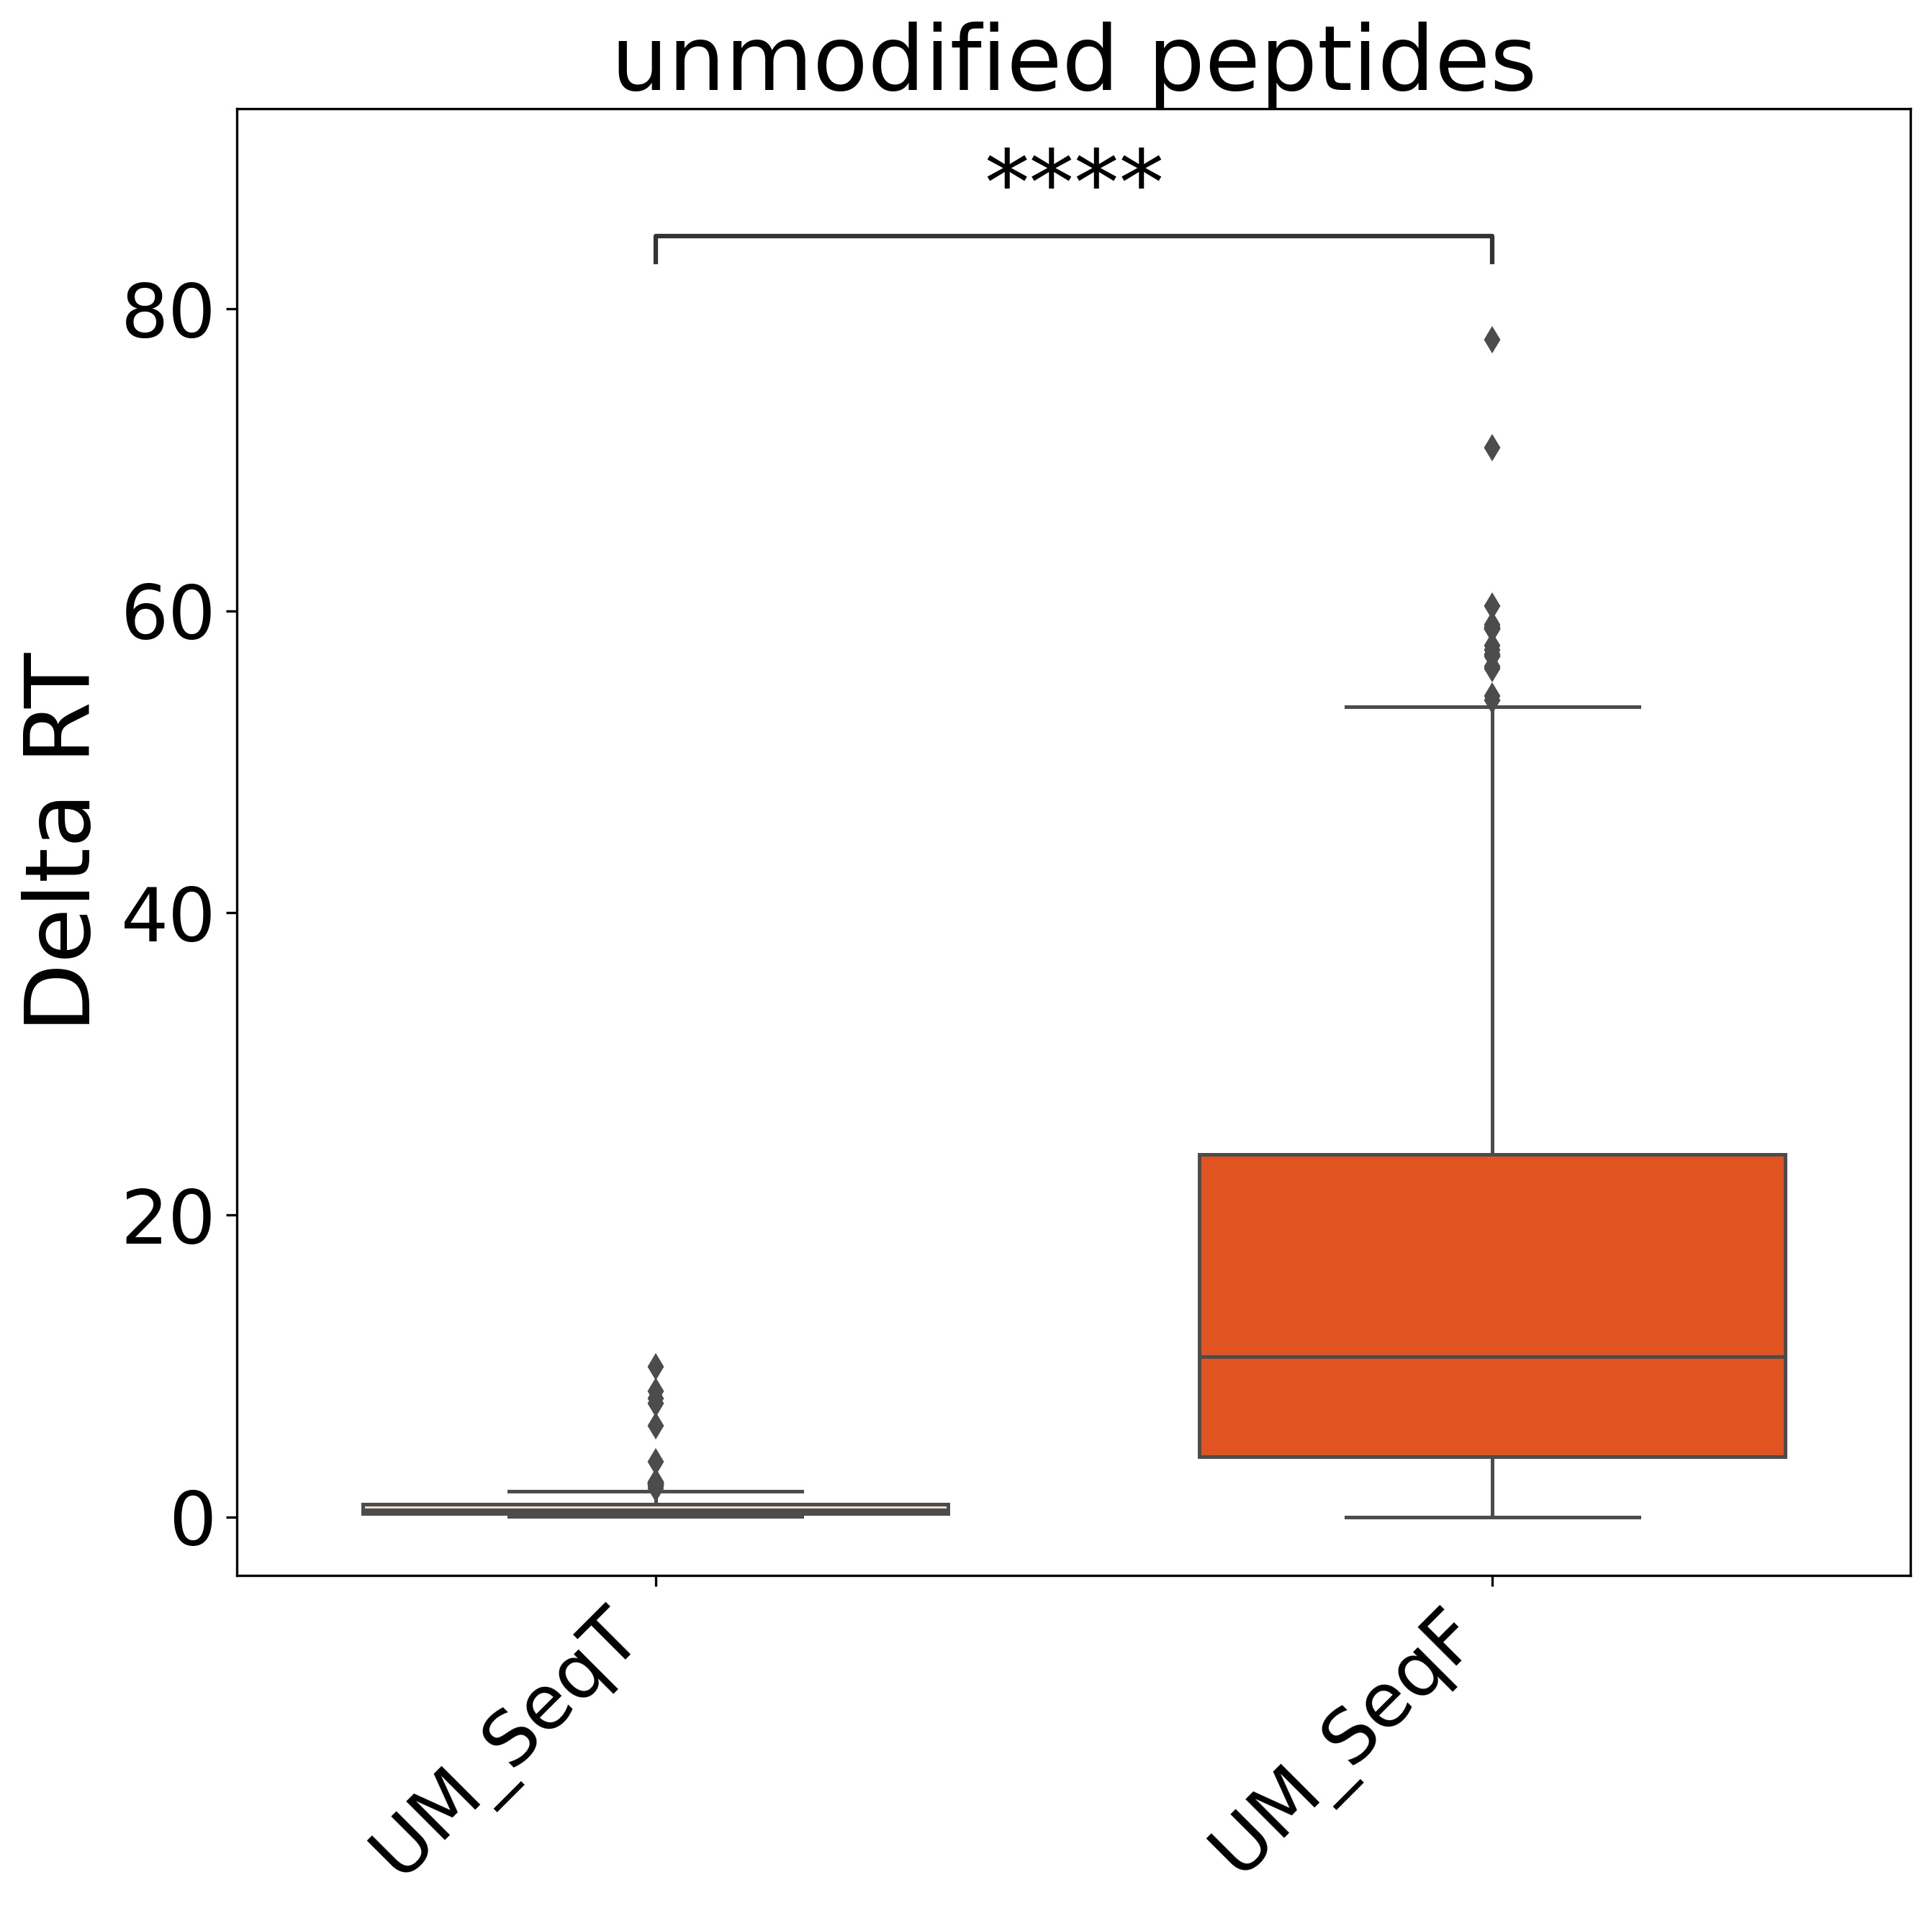 unmodified peptides
****
80
60
40
20
0
Delta RT
UM_SeqT
UM_SeqF